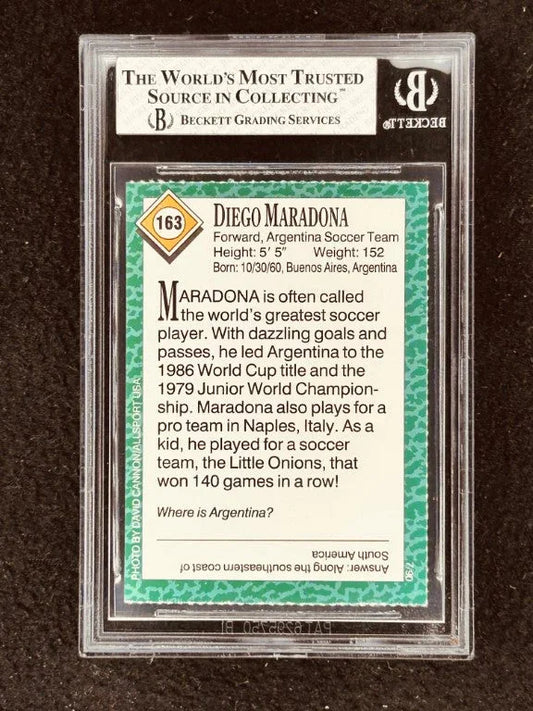 THE WORLD'S MOST TRUSTED
SOURCE IN COLLECTING™
B BECKETT GRADING SERVICES
B
BECKETT
163
DIEGO MARADONA
Forward, Argentina Soccer Team
Height: 5' 5" Weight: 152
Born: 10/30/60, Buenos Aires, Argentina
MARADONA is often called
the world's greatest soccer
player. With dazzling goals and
passes, he led Argentina to the
1986 World Cup title and the
1979 Junior World Champion-
ship. Maradona also plays for a
pro team in Naples, Italy. As a
kid, he played for a soccer
team, the Little Onions, that
won 140 games in a row!
Where is Argentina?
Answer: Along the southeastern coast of
South America
PHOTO BY DAVID CANNON/ALLSPORT USA
7/90